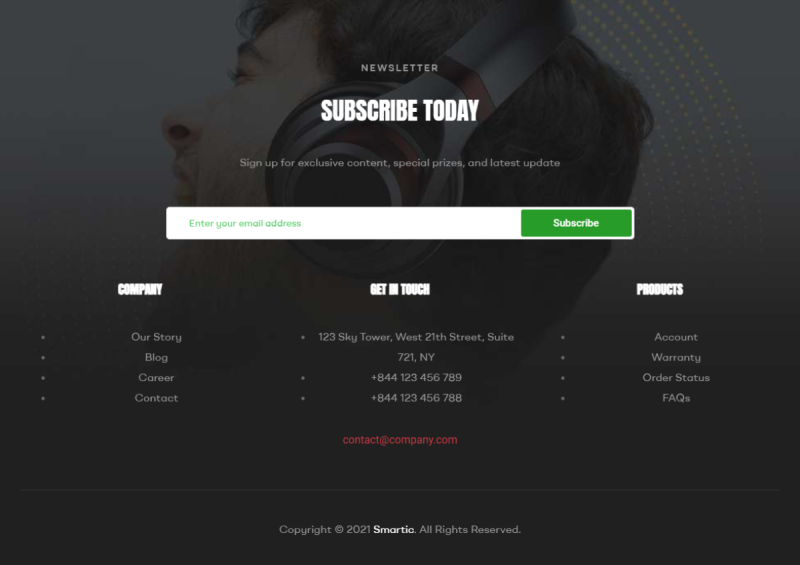 NEWSLETTER
SUBSCRIBE TODAY
Sign up for exclusive content, special prizes, and latest update
Enter your email address
Subscribe
COMPANY
Our Story
Blog
Career
Contact
GET IN TOUCH
123 Sky Tower, West 21th Street, Suite
721, NY
+844 123 456 789
+844 123 456 788
contact@company.com
PRODUCTS
Account
Warranty
Order Status
FAQs
Copyright © 2021 Smartic. All Rights Reserved.